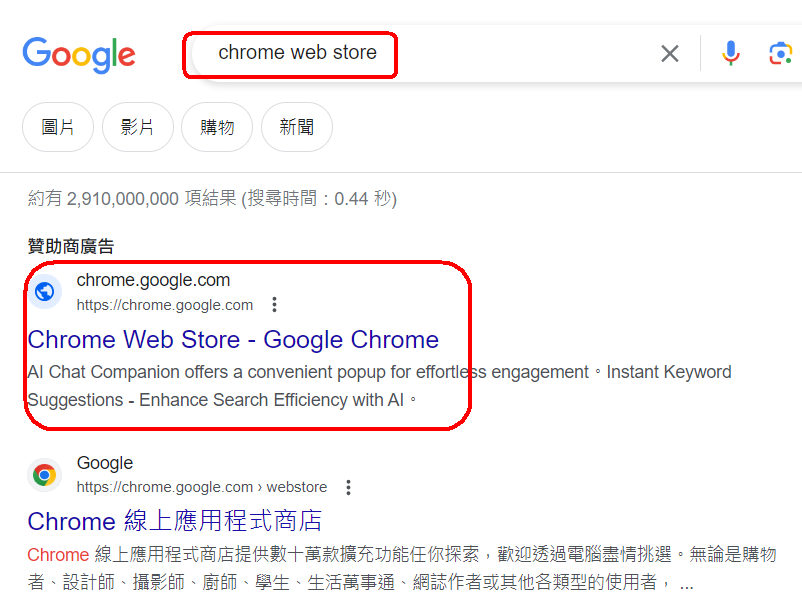 Google
chrome web store
圖片
影片
購物
新聞
約有 2,910,000,000 項結果 (搜尋時間：0.44 秒)
贊助商廣告
chrome.google.com
https://chrome.google.com
Chrome Web Store - Google Chrome
AI Chat Companion offers a convenient popup for effortless engagement。Instant Keyword
Suggestions - Enhance Search Efficiency with AI。
Google
https://chrome.google.com › webstore
Chrome 線上應用程式商店
Chrome 線上應用程式商店提供數十萬款擴充功能任你探索，歡迎透過電腦盡情挑選。無論是購物
者、設計師、攝影師、廚師、學生、生活萬事通、網誌作者或其他各類型的使用者， ...